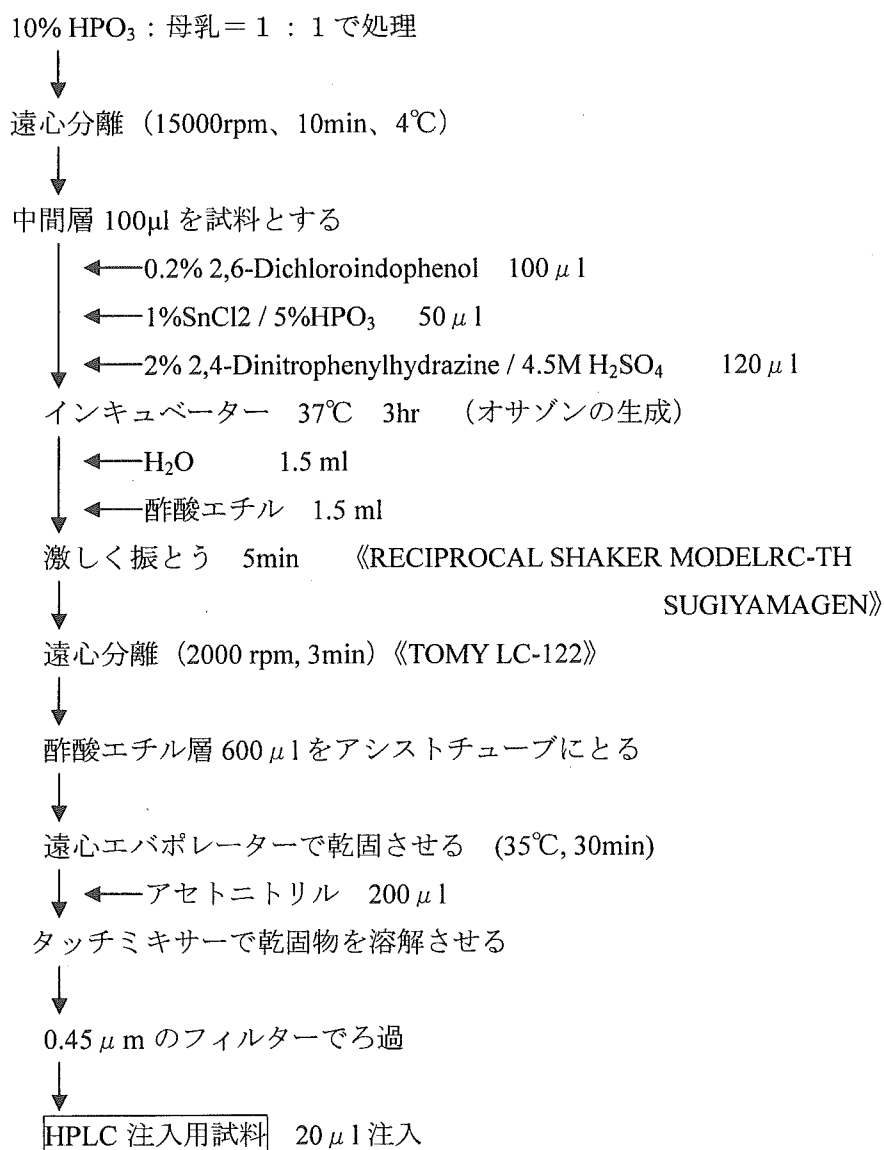 10% HPO₃：母乳＝１：１で処理
遠心分離（15000rpm、10min、4℃）
中間層 100μl を試料とする
0.2% 2,6-Dichloroindophenol 100μl
1%SnCl2 / 5%HPO₃ 50μl
2% 2,4-Dinitrophenylhydrazine / 4.5M H₂SO₄ 120μl
インキュベーター 37℃ 3hr （オサゾンの生成）
H₂O 1.5 ml
酢酸エチル 1.5 ml
激しく振とう 5min 《RECIPROCAL SHAKER MODELRC-TH
SUGIYAMAGEN》
遠心分離（2000 rpm, 3min）《TOMY LC-122》
酢酸エチル層 600μl をアシストチューブにとる
遠心エバポレーターで乾固させる (35℃, 30min)
アセトニトリル 200μl
タッチミキサーで乾固物を溶解させる
0.45μm のフィルターでろ過
HPLC 注入用試料 20μl 注入